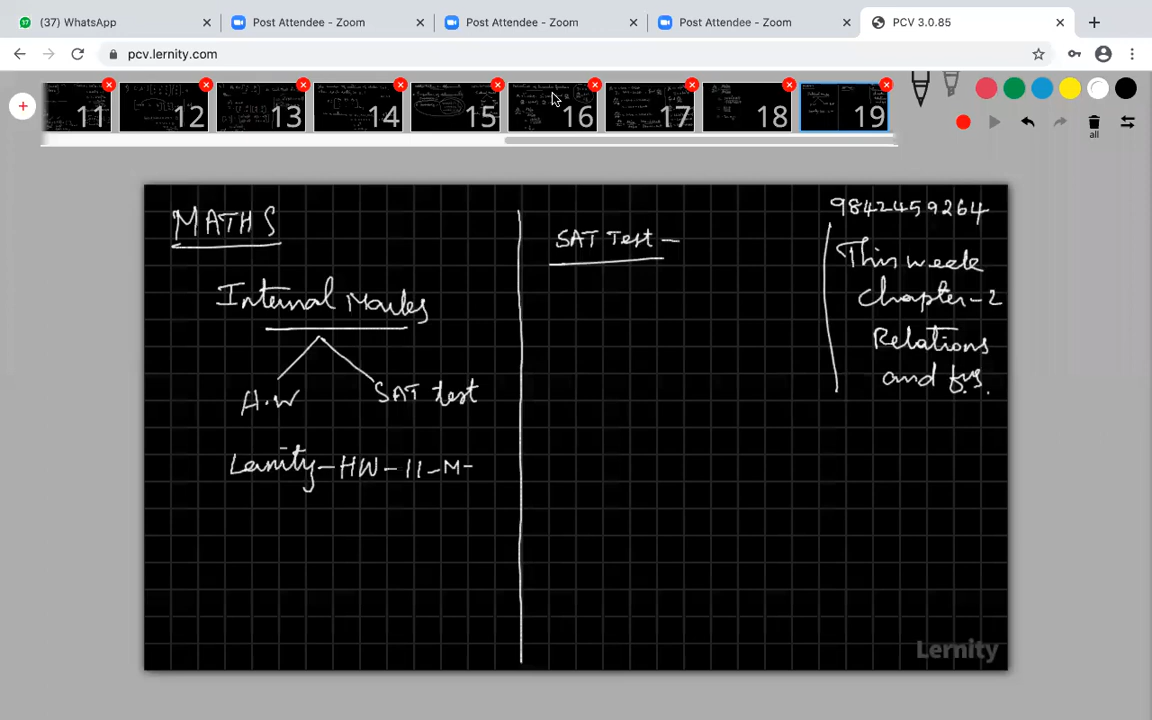 (37) WhatsApp
Post Attendee - Zoom
Post Attendee - Zoom
Post Attendee - Zoom
PCV 3.0.85
pcv.lernity.com
11
12
13
14
15
16
17
18
19
all
MATHS
Internal Marks
H.W
SAT test
Lernity-HW-11-M-
SAT Test -
9842459264
This week
Chapter-2
Relations
and fns.
Lernity